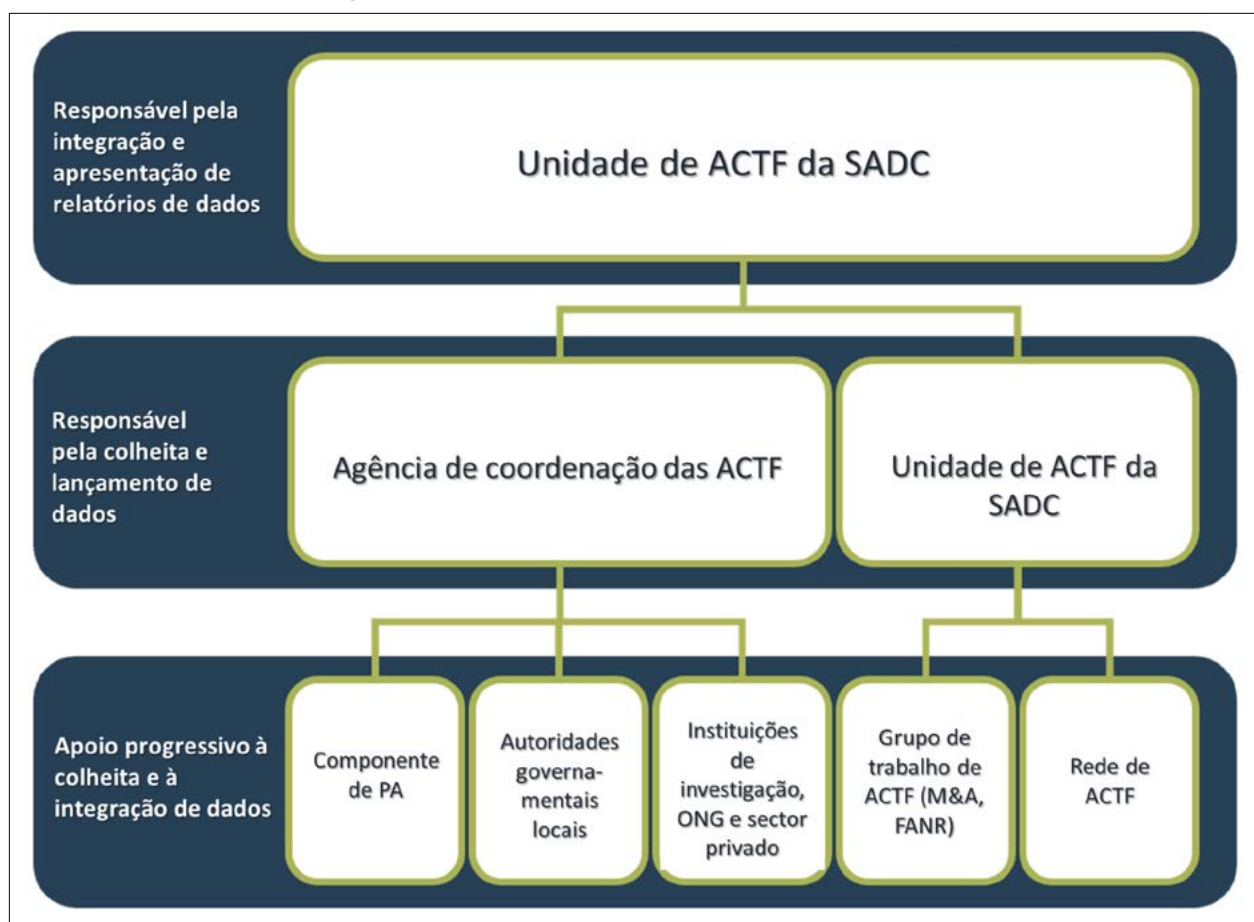 Responsável pela
integração e
apresentação de
relatórios de dados
Unidade de ACTF da SADC
Responsável
pela colheita e
lançamento de
dados
Agência de coordenação das ACTF
Unidade de ACTF da
SADC
Apoio progressivo à
colheita e à
integração de dados
Componente
de PA
Autoridades
governa-
mentais
locais
Instituições
de
investigação,
ONG e sector
privado
Grupo de
trabalho de
ACTF (M&A,
FANR)
Rede de
ACTF